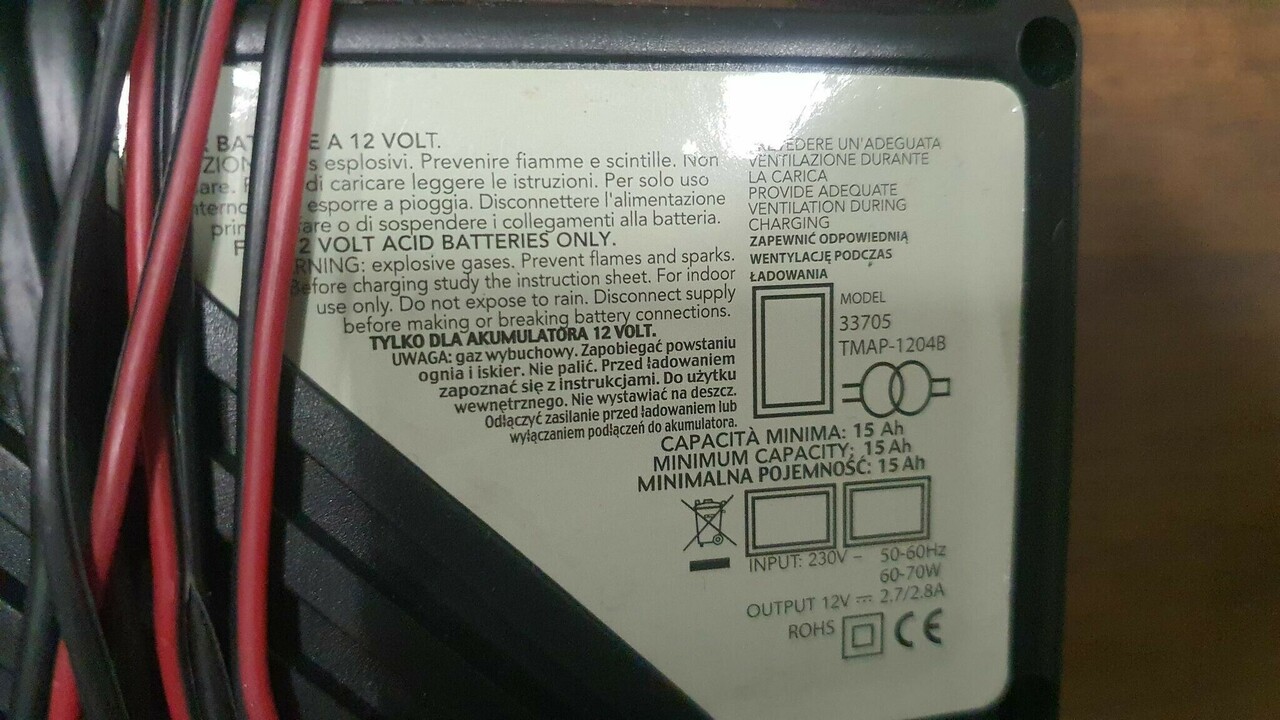 A 12 VOLT.
esplosivi. Prevenire fiamme e scintille. Non
di caricare leggere le istruzioni. Per solo uso
esporre a pioggia. Disconnettere l'alimentazione
o di sospendere i collegamenti alla batteria.
VOLT ACID BATTERIES ONLY.
explosive gases. Prevent flames and sparks.
Before charging study the instruction sheet. For indoor
use only. Do not expose to rain. Disconnect supply
before making or breaking battery connections.
TYLKO DLA AKUMULATORA 12 VOLT.
UWAGA: gaz wybuchowy. Zapobiegać powstaniu
ognia i iskier. Nie palić. Przed ładowaniem
zapoznać się z instrukcjami. Do użytku
wewnętrznego. Nie wystawiać na deszcz.
Odłączyć zasilanie przed ładowaniem lub
wyłączaniem podłączeń do akumulatora.
UN'ADEGUATA
VENTILAZIONE DURANTE
LA CARICA
PROVIDE ADEQUATE
VENTILATION DURING
CHARGING
ZAPEWNIĆ ODPOWIEDNIĄ
WENTYLACJĘ PODCZAS
ŁADOWANIA
MODEL
33705
TMAP-1204B
CAPACITÀ MINIMA: 15 Ah
MINIMUM CAPACITY: 15 Ah
MINIMALNA POJEMNOŚĆ: 15 Ah
INPUT: 230V ~ 50-60Hz
60-70W
OUTPUT 12V ⎓ 2.7/2.8A
ROHS CE